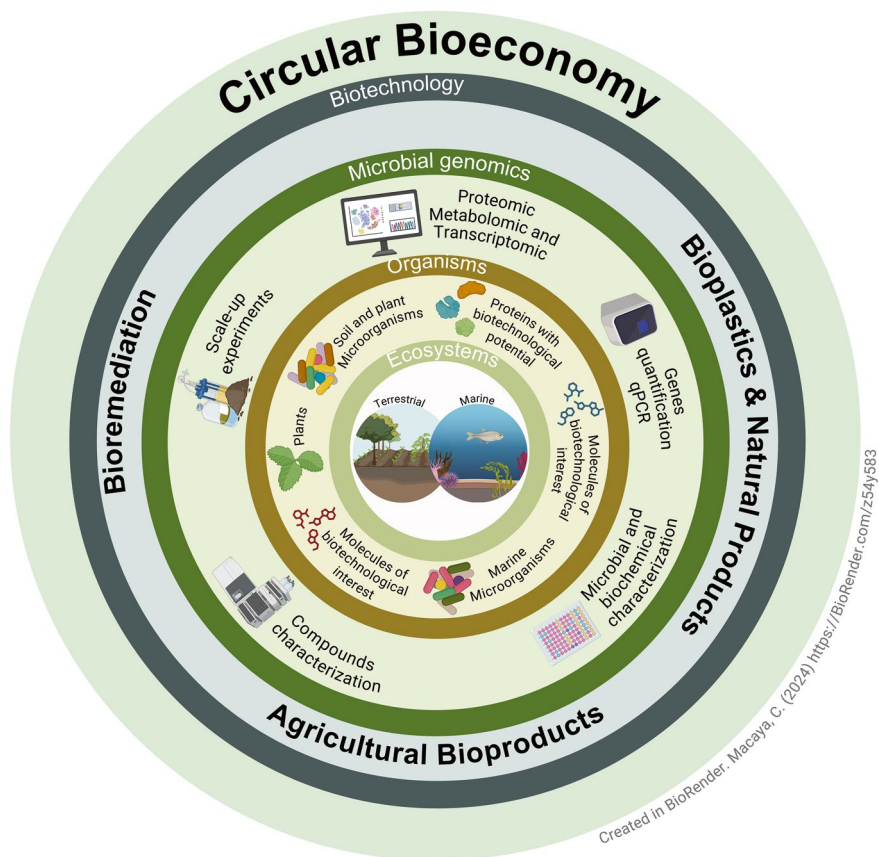 Circular Bioeconomy
Biotechnology
Microbial genomics
Proteomic
Metabolomic and
Transcriptomic
Organisms
Scale-up
experiments
Soil and plant
Microorganisms
Proteins with
biotechnological
potential
Ecosystems
Terrestrial
Marine
Genes
quantification
qPCR
Bioremediation
Bioplastics & Natural Products
Plants
Molecules of
biotechnological
interest
Molecules of
biotechnological
interest
Marine
Microorganisms
Microbial and
biochemical
characterization
Compounds
characterization
Agricultural Bioproducts
Created in BioRender. Macaya, C. (2024) https://BioRender.com/z54y583